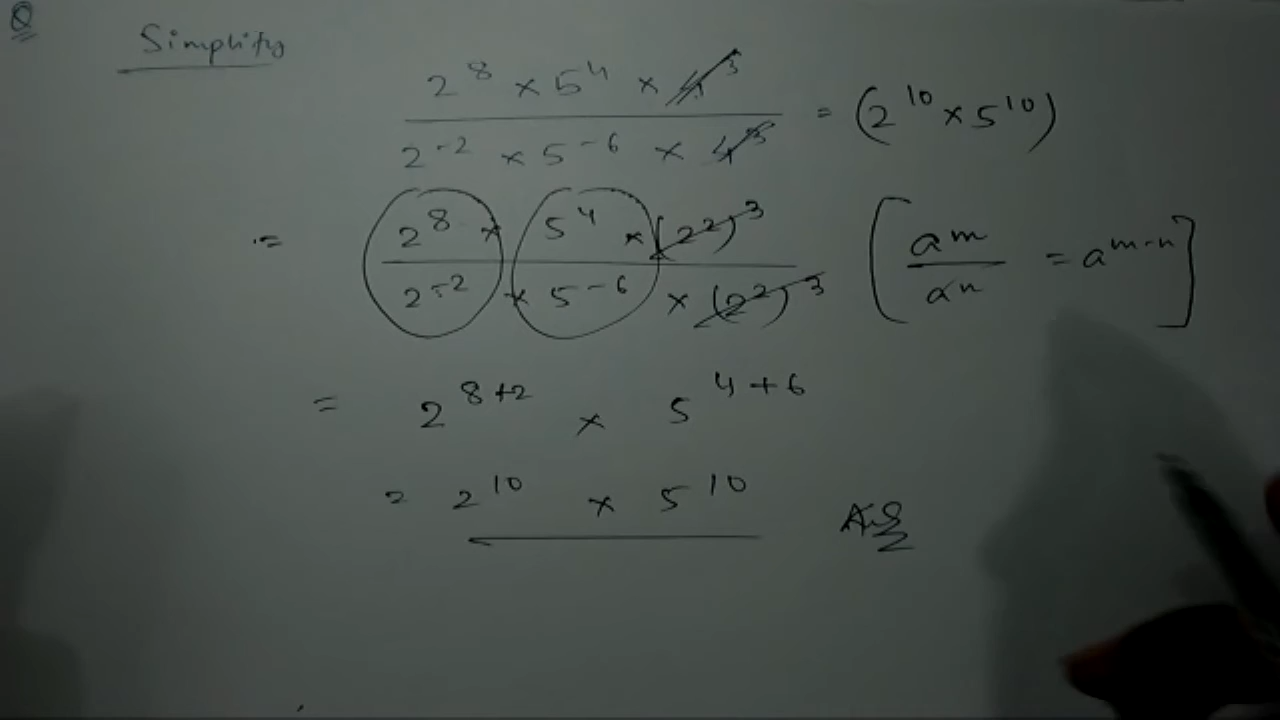 Q Simplify
2^8 × 5^4 × 4^3 / 2^-2 × 5^-6 × 4^3 = (2^10 × 5^10)
= 2^8 × 5^4 × (2^2)^3 / 2^-2 × 5^-6 × (2^2)^3 [a^m / a^n = a^m-n]
= 2^8+2 × 5^4+6
= 2^10 × 5^10 Ans